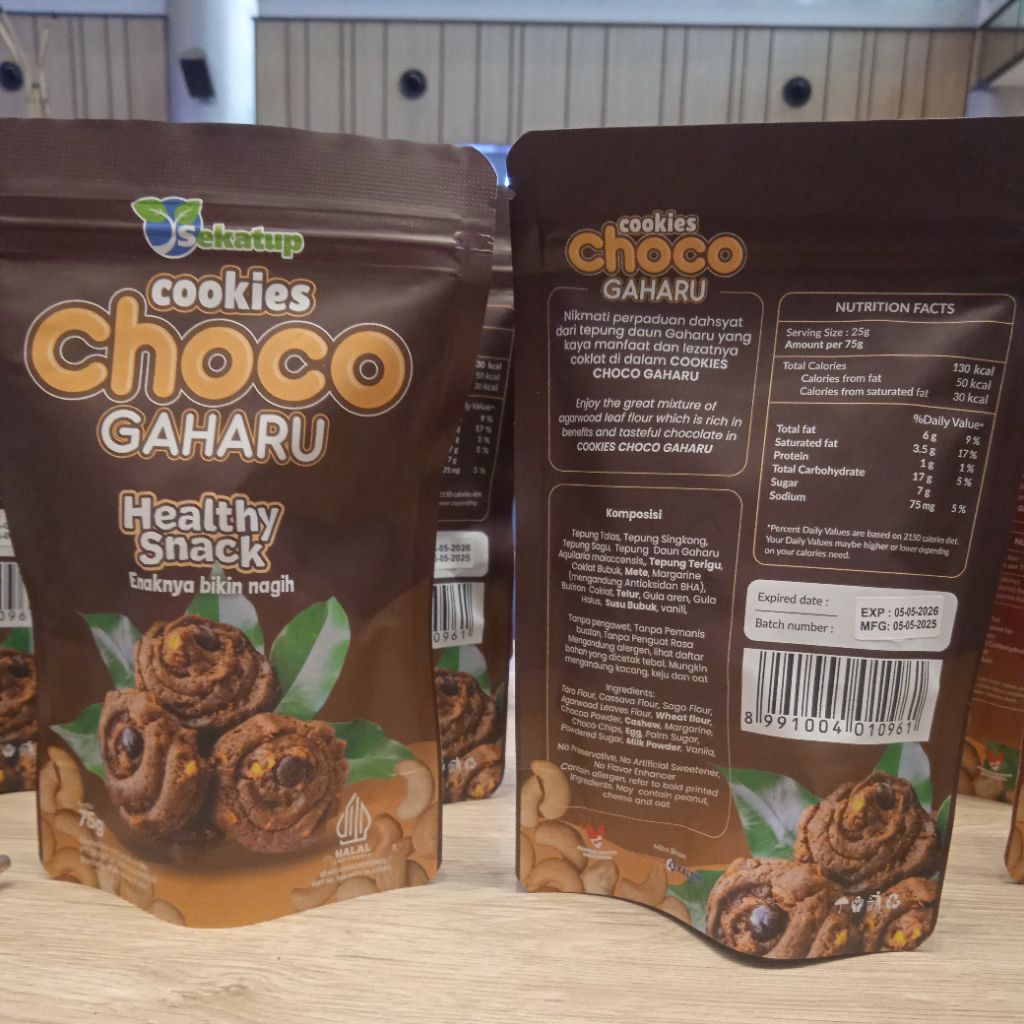 Sekatup
cookies
choco
GAHARU
Healthy
Snack
Enaknya bikin nagih
75g
HALAL
INDONESIA
cookies
choco
GAHARU
Nikmati perpaduan dahsyat
dari tepung daun Gaharu yang
kaya manfaat dan lezatnya
coklat di dalam COOKIES
CHOCO GAHARU
Enjoy the great mixture of
agarwood leaf flour which is rich in
benefits and tasteful chocolate in
COOKIES CHOCO GAHARU
Komposisi
Tepung Talas, Tepung Singkong,
Tepung Sagu, Tepung Daun Gaharu
Aquilaria malaccensis,, Tepung Terigu,
Coklat Bubuk, Mete, Margarine
(mengandung Antioksidan BHA),
Butiran Coklat, Telur, Gula aren, Gula
Halus, Susu Bubuk, vanili,
Tanpa pengawet, Tanpa Pemanis
buatan, Tanpa Penguat Rasa
Mengandung alergen, lihat daftar
bahan yang dicetak tebal. Mungkin
mengandung kacang, keju dan oat
Ingredients:
Taro Flour, Cassava Flour, Sago Flour,
Agarwood Leaves Flour, Wheat flour,
Chocoa Powder, Cashew, Margarine,
Choco Chips, Egg, Palm Sugar,
Powdered Sugar, Milk Powder, Vanila,
No Preservative, No Artificial Sweetener,
No Flavor Enhancer
Contain allergen, refer to bold printed
ingredients. May contain peanut,
cheese and oat
Mitra Binaan
NUTRITION FACTS
Serving Size : 25g
Amount per 75g
Total Calories 130 kcal
Calories from fat 50 kcal
Calories from saturated fat 30 kcal
%Daily Value*
Total fat 6 g 9 %
Saturated fat 3.5 g 17%
Protein 1 g 1 %
Total Carbohydrate 17 g 5 %
Sugar 7 g
Sodium 75 mg 5 %
*Percent Daily Values are based on 2150 calories diet.
Your Daily Values maybe higher or lower depending
on your calories need.
Expired date :
Batch number :
EXP : 05-05-2026
MFG: 05-05-2025
8 991004 010961